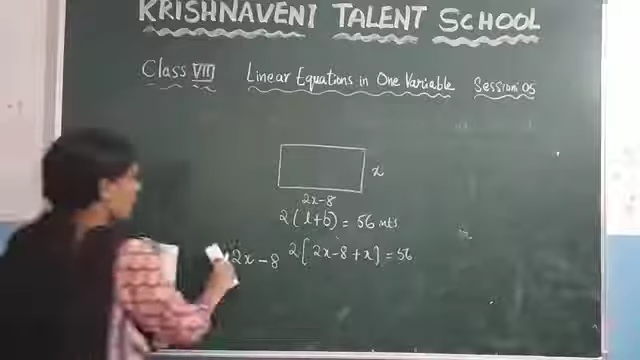 KRISHNAVENI TALENT SCHOOL
Class VIII Linear Equations in One Variable Session: 05
x
2x-8
2(l+b) = 56 mts
2x-8 2[2x-8+x] = 56